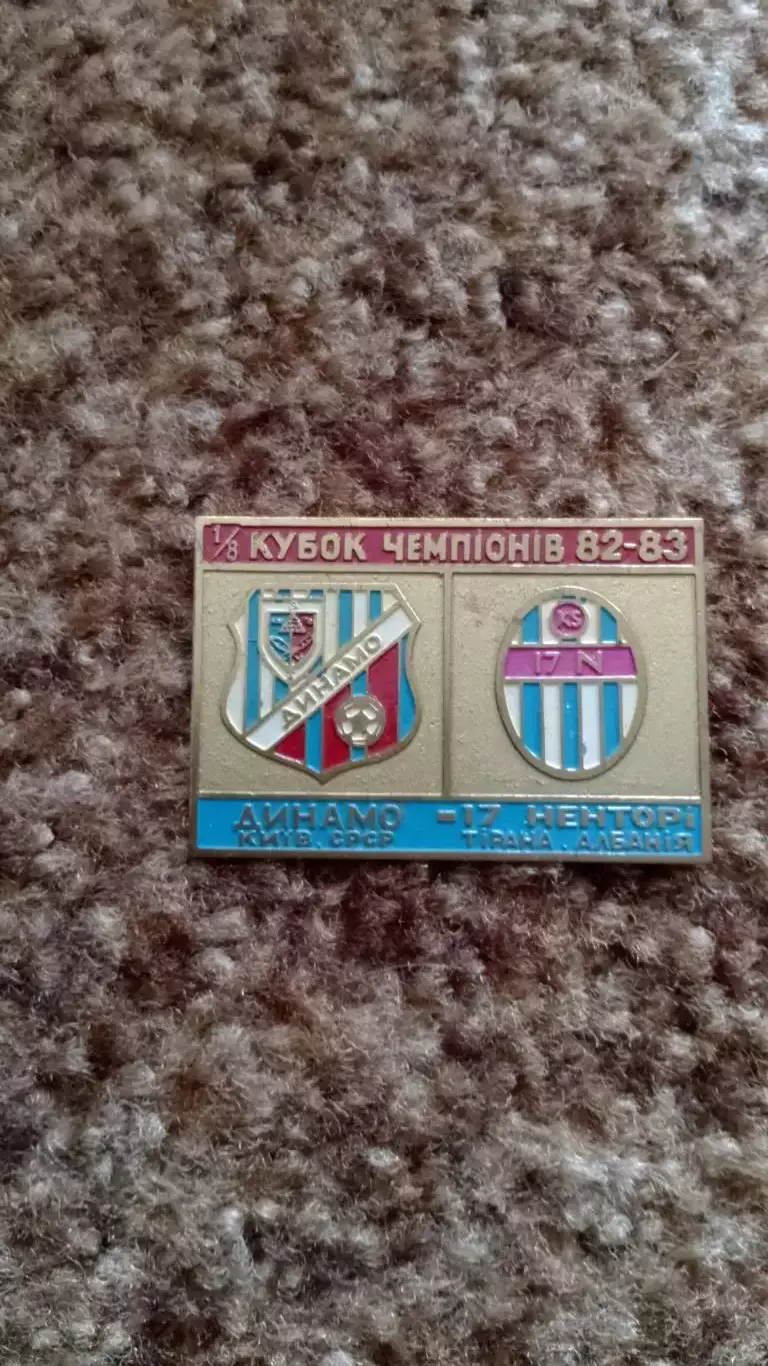 1/8 КУБОК ЧЕМПІОНІВ 82-83
ДИНАМО
KS
17 N
ДИНАМО - 17 НЕНТОРІ
КИЇВ. СРСР ТІРАНА. АЛБАНІЯ